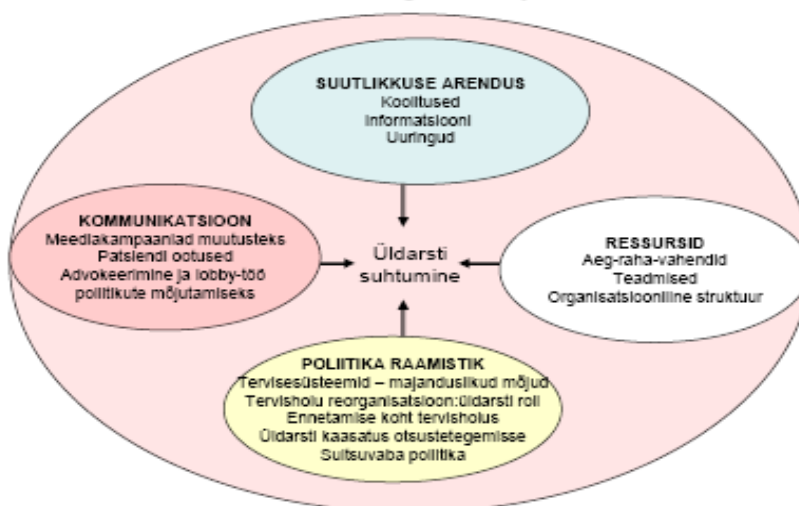 SUUTLIKKUSE ARENDUS
Koolitused
Informatsiooni
Uuringud
KOMMUNIKATSIOON
Meediakampaaniad muutusteks
Patsiendi ootused
Advokeerimine ja lobby-töö
poliitikute mõjutamiseks
Üldarsti
suhtumine
RESSURSID
Aeg-raha-vahendid
Teadmised
Organisatsiooniline struktuur
POLIITIKA RAAMISTIK
Tervisesüsteemid – majanduslikud mõjud
Tervishoiu reorganisatsioon:üldarsti roll
Ennetamise koht tervishoius
Üldarsti kaasatus otsustetegemisse
Suitsuvaba poliitika